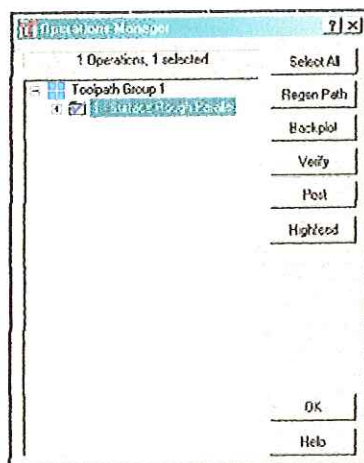 Operations Manager
1 Operations, 1 selected
Select All
Toolpath Group 1
1 - Surface Rough Parallel
Regen Path
Backplot
Verify
Post
Highfeed
OK
Help